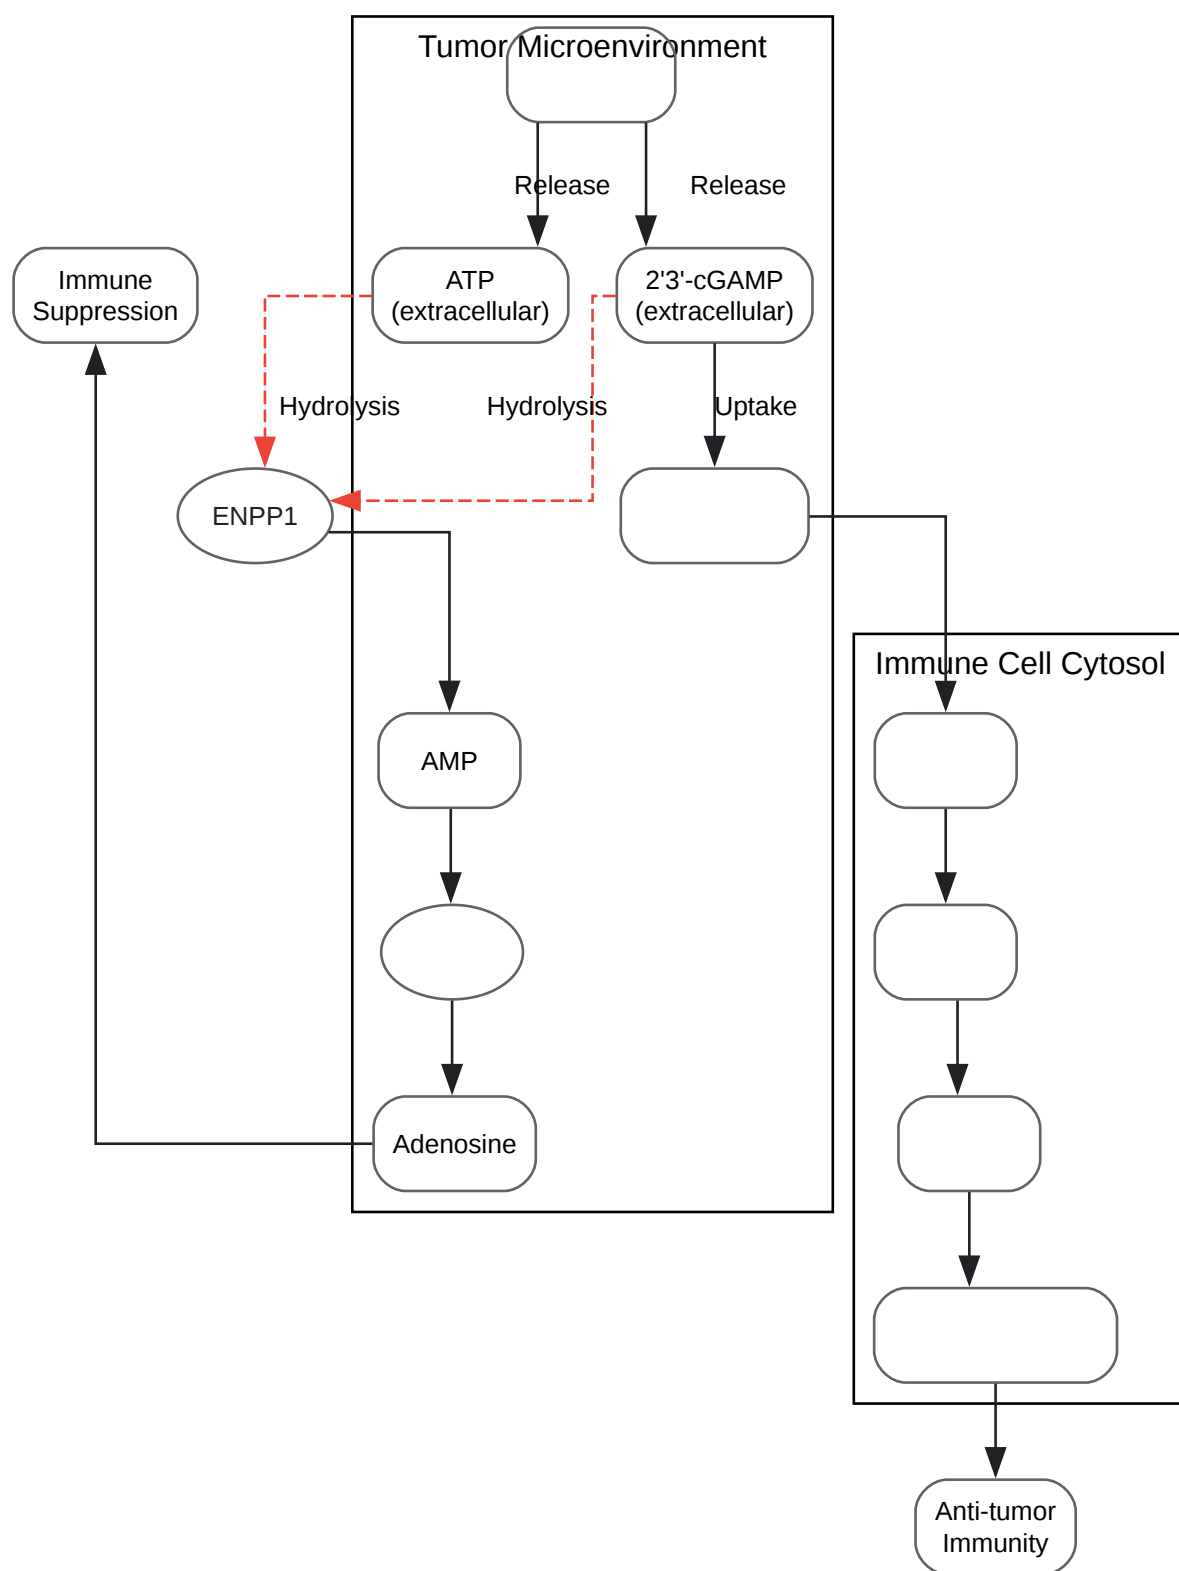 Tumor Microenvironment
Release
Release
Immune
Suppression
ATP
(extracellular)
2'3'-cGAMP
(extracellular)
Hydrolysis
Hydrolysis
Uptake
ENPP1
Immune Cell Cytosol
AMP
Adenosine
Anti-tumor
Immunity